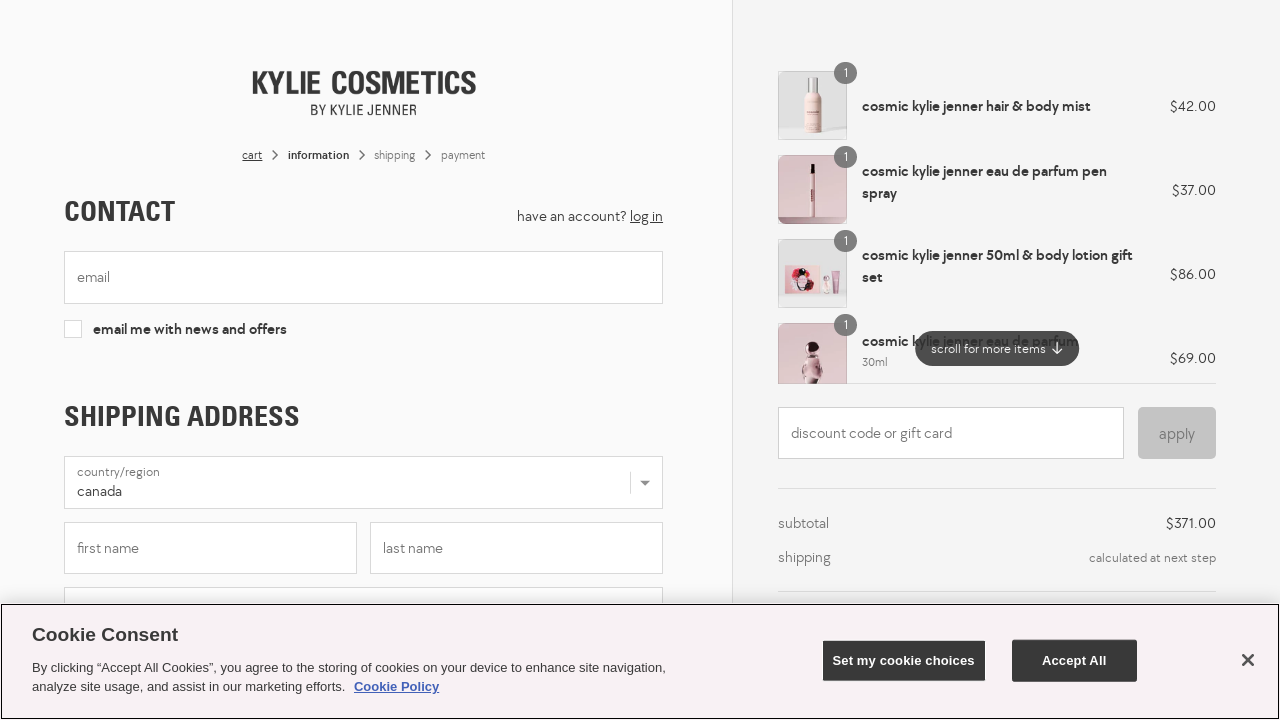 KYLIE COSMETICS
BY KYLIE JENNER
cart > information > shipping > payment
CONTACT
have an account? log in
email
email me with news and offers
SHIPPING ADDRESS
country/region
canada
first name
last name
1
cosmic kylie jenner hair & body mist
$42.00
1
cosmic kylie jenner eau de parfum pen
spray
$37.00
1
cosmic kylie jenner 50ml & body lotion gift
set
$86.00
1
cosmic kylie jenner eau de parfum
30ml
$69.00
scroll for more items ↓
discount code or gift card
apply
subtotal
$371.00
shipping
calculated at next step
Cookie Consent
By clicking “Accept All Cookies”, you agree to the storing of cookies on your device to enhance site navigation,
analyze site usage, and assist in our marketing efforts. Cookie Policy
Set my cookie choices
Accept All